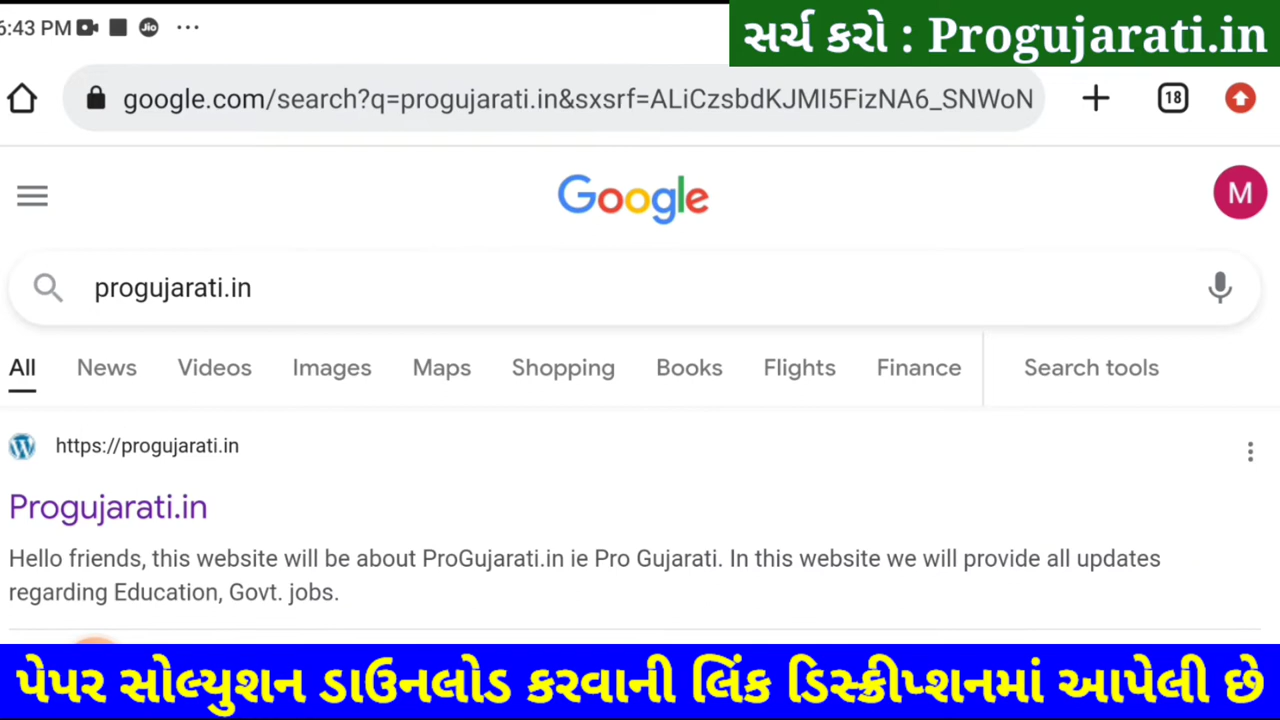 6:43 PM Jio ...
સર્ચ કરો : Progujarati.in
google.com/search?q=progujarati.in&sxsrf=ALiCzsbdKJMI5FizNA6_SNWoN
18
Google
M
progujarati.in
All News Videos Images Maps Shopping Books Flights Finance Search tools
https://progujarati.in
Progujarati.in
Hello friends, this website will be about ProGujarati.in ie Pro Gujarati. In this website we will provide all updates
regarding Education, Govt. jobs.
પેપર સોલ્યુશન ડાઉનલોડ કરવાની લિંક ડિસ્ક્રીપ્શનમાં આપેલી છે